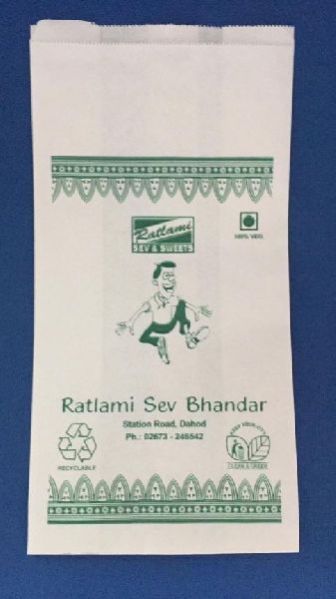 Ratlami
SEV & SWEETS
100% VEG.
Ratlami Sev Bhandar
Station Road, Dahod
Ph.: 02673 - 246542
RECYCLABLE
CLEAN & GREEN